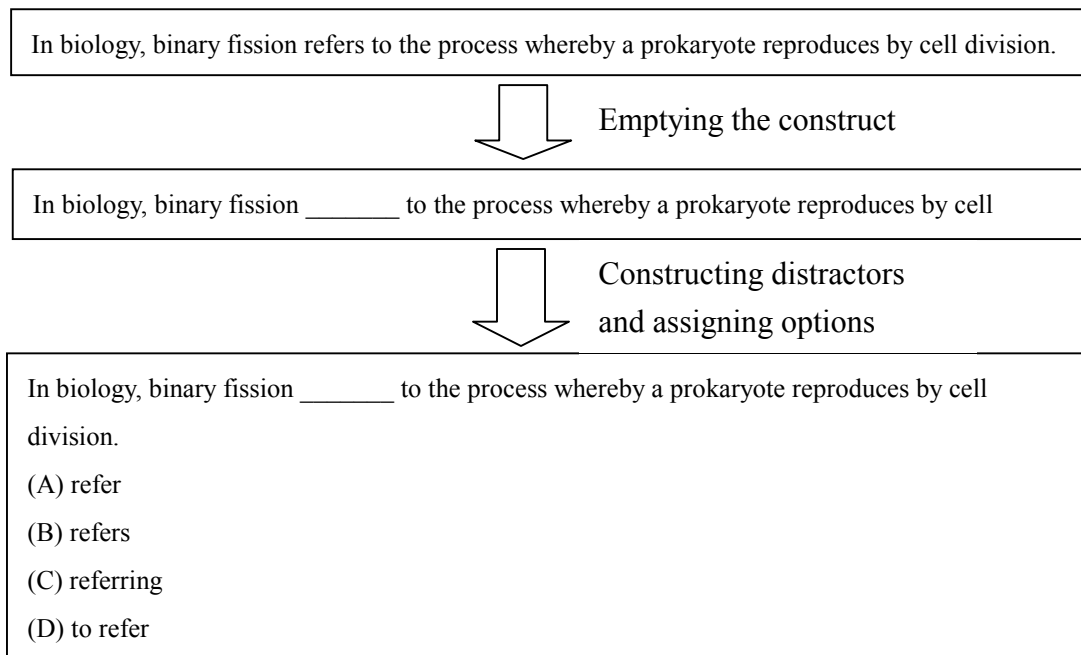 In biology, binary fission refers to the process whereby a prokaryote reproduces by cell division.
Emptying the construct
In biology, binary fission _______ to the process whereby a prokaryote reproduces by cell
Constructing distractors
and assigning options
In biology, binary fission _______ to the process whereby a prokaryote reproduces by cell
division.
(A) refer
(B) refers
(C) referring
(D) to refer